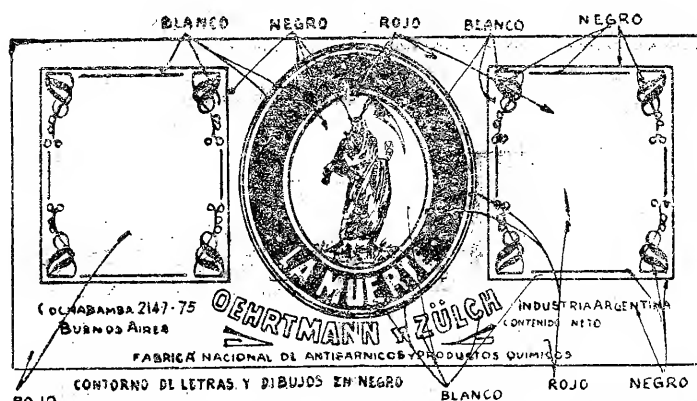 BLANCO NEGRO ROJO BLANCO NEGRO
LA MUERTE
COCHABAMBA 2147-75
BUENOS AIRES
OEHRTMANN Y ZÜLCH
INDUSTRIA ARGENTINA
CONTENIDO NETO
FABRICA NACIONAL DE ANTISARNICOS Y PRODUCTOS QUIMICOS
ROJO CONTORNO DE LETRAS Y DIBUJOS EN NEGRO BLANCO ROJO NEGRO